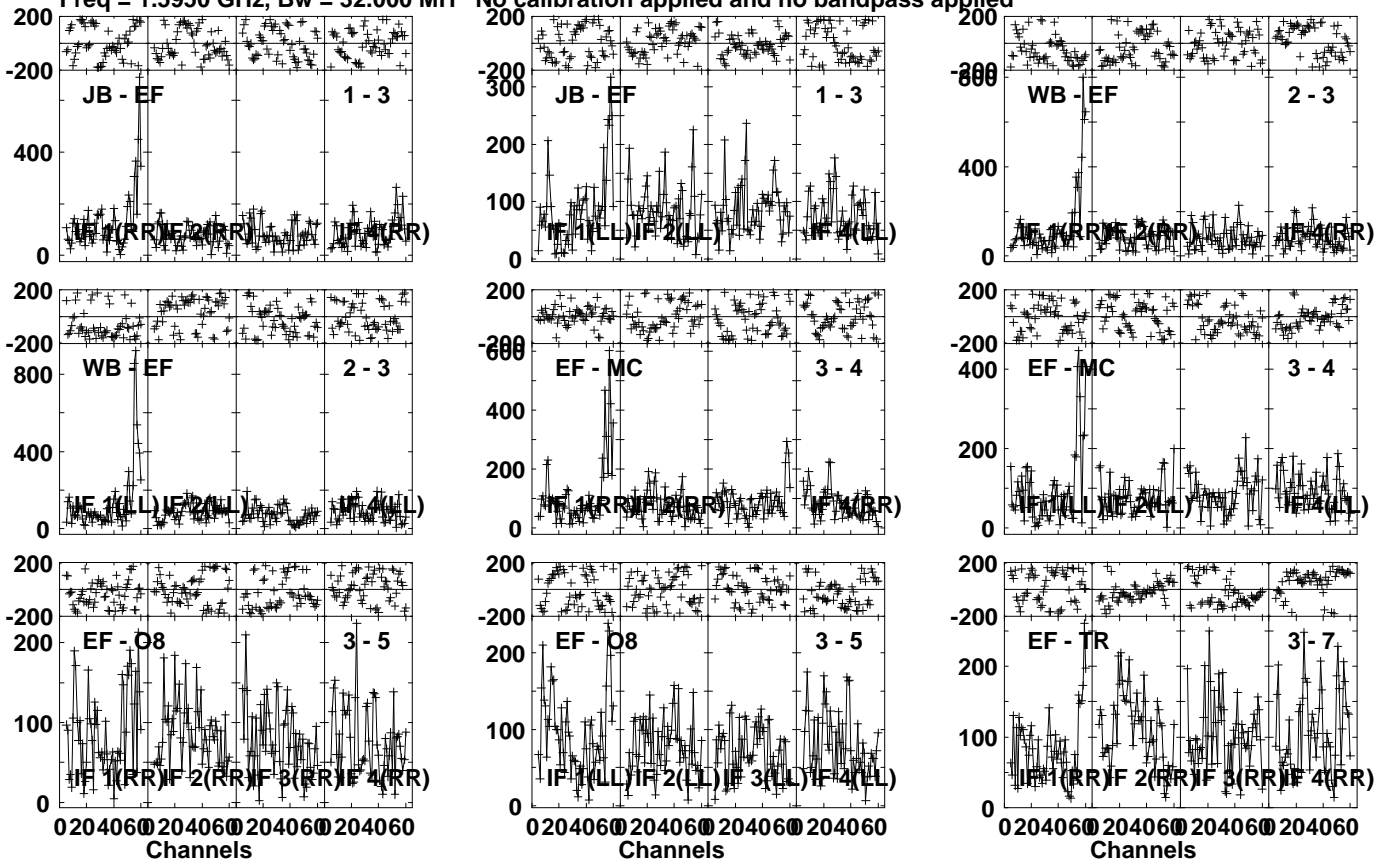 Freq = 1.5950 GHz, Bw = 32.000 MH No calibration applied and no bandpass applied
200
-200
JB - EF 1 - 3
400
0
IF 1(RR) IF 2(RR) IF 4(RR)
200
-200
JB - EF 1 - 3
300
200
100
0
IF 1(LL) IF 2(LL) IF 4(LL)
200
-200
800
WB - EF 2 - 3
400
0
IF 1(RR) IF 2(RR) IF 4(RR)
200
-200
WB - EF 2 - 3
800
400
0
IF 1(LL) IF 2(LL) IF 4(LL)
200
-200
600
EF - MC 3 - 4
400
200
0
IF 1(RR) IF 2(RR) IF 4(RR)
200
-200
EF - MC 3 - 4
400
200
0
IF 1(LL) IF 2(LL) IF 4(LL)
200
-200
EF - O8 3 - 5
200
100
0
IF 1(RR) IF 2(RR) IF 3(RR) IF 4(RR)
0 20 40 60 0 20 40 60 0 20 40 60 0 20 40 60
Channels
200
-200
EF - O8 3 - 5
200
100
0
IF 1(LL) IF 2(LL) IF 3(LL) IF 4(LL)
0 20 40 60 0 20 40 60 0 20 40 60 0 20 40 60
Channels
200
-200
EF - TR 3 - 7
200
100
0
IF 1(RR) IF 2(RR) IF 3(RR) IF 4(RR)
0 20 40 60 0 20 40 60 0 20 40 60 0 20 40 60
Channels